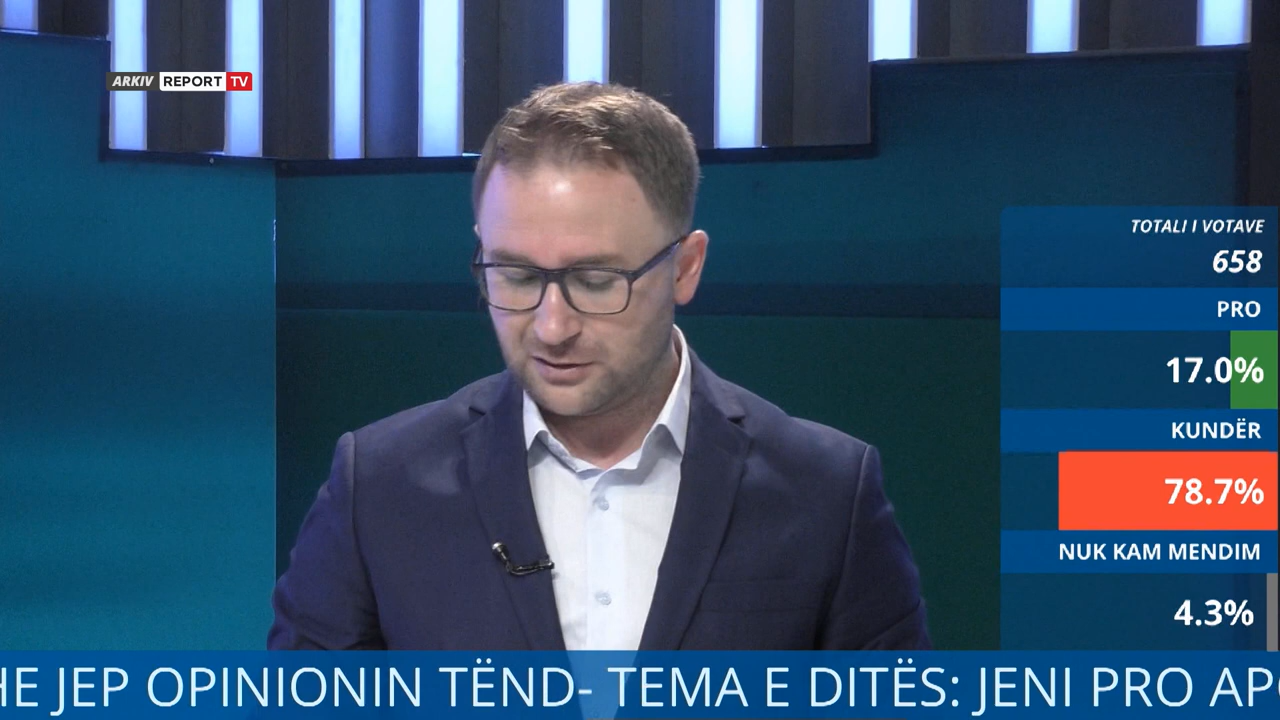 ARKIV REPORT TV
TOTALI I VOTAVE
658
PRO
17.0%
KUNDËR
78.7%
NUK KAM MENDIM
4.3%
JEP OPINIONIN TËND- TEMA E DITËS: JENI PRO